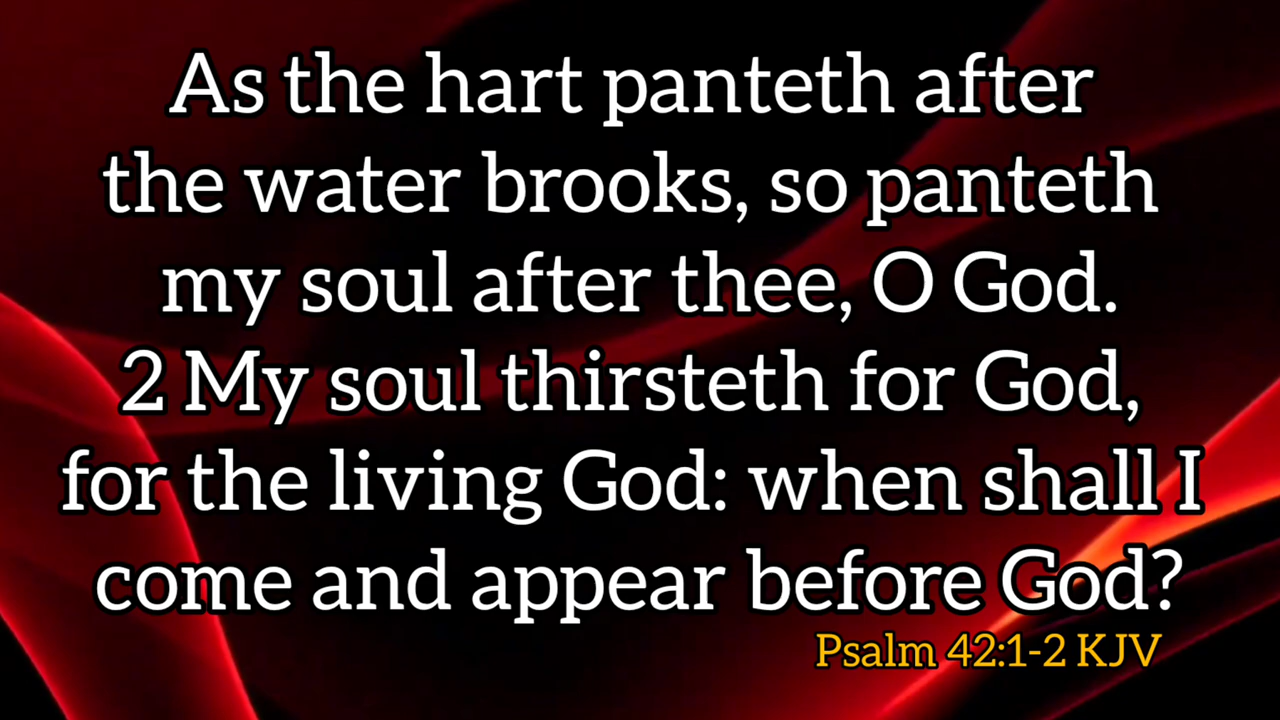 As the hart panteth after
the water brooks, so panteth
my soul after thee, O God.
2 My soul thirsteth for God,
for the living God: when shall I
come and appear before God?
Psalm 42:1-2 KJV